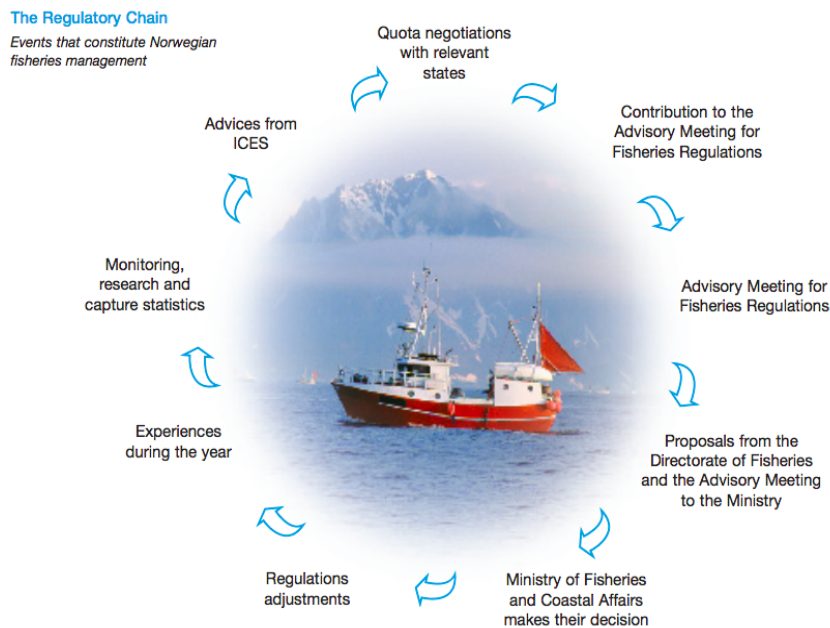 The Regulatory Chain
Events that constitute Norwegian
fisheries management
Quota negotiations
with relevant
states
Contribution to the
Advisory Meeting for
Fisheries Regulations
Advisory Meeting for
Fisheries Regulations
Proposals from the
Directorate of Fisheries
and the Advisory Meeting
to the Ministry
Ministry of Fisheries
and Coastal Affairs
makes their decision
Regulations
adjustments
Experiences
during the year
Monitoring,
research and
capture statistics
Advices from
ICES